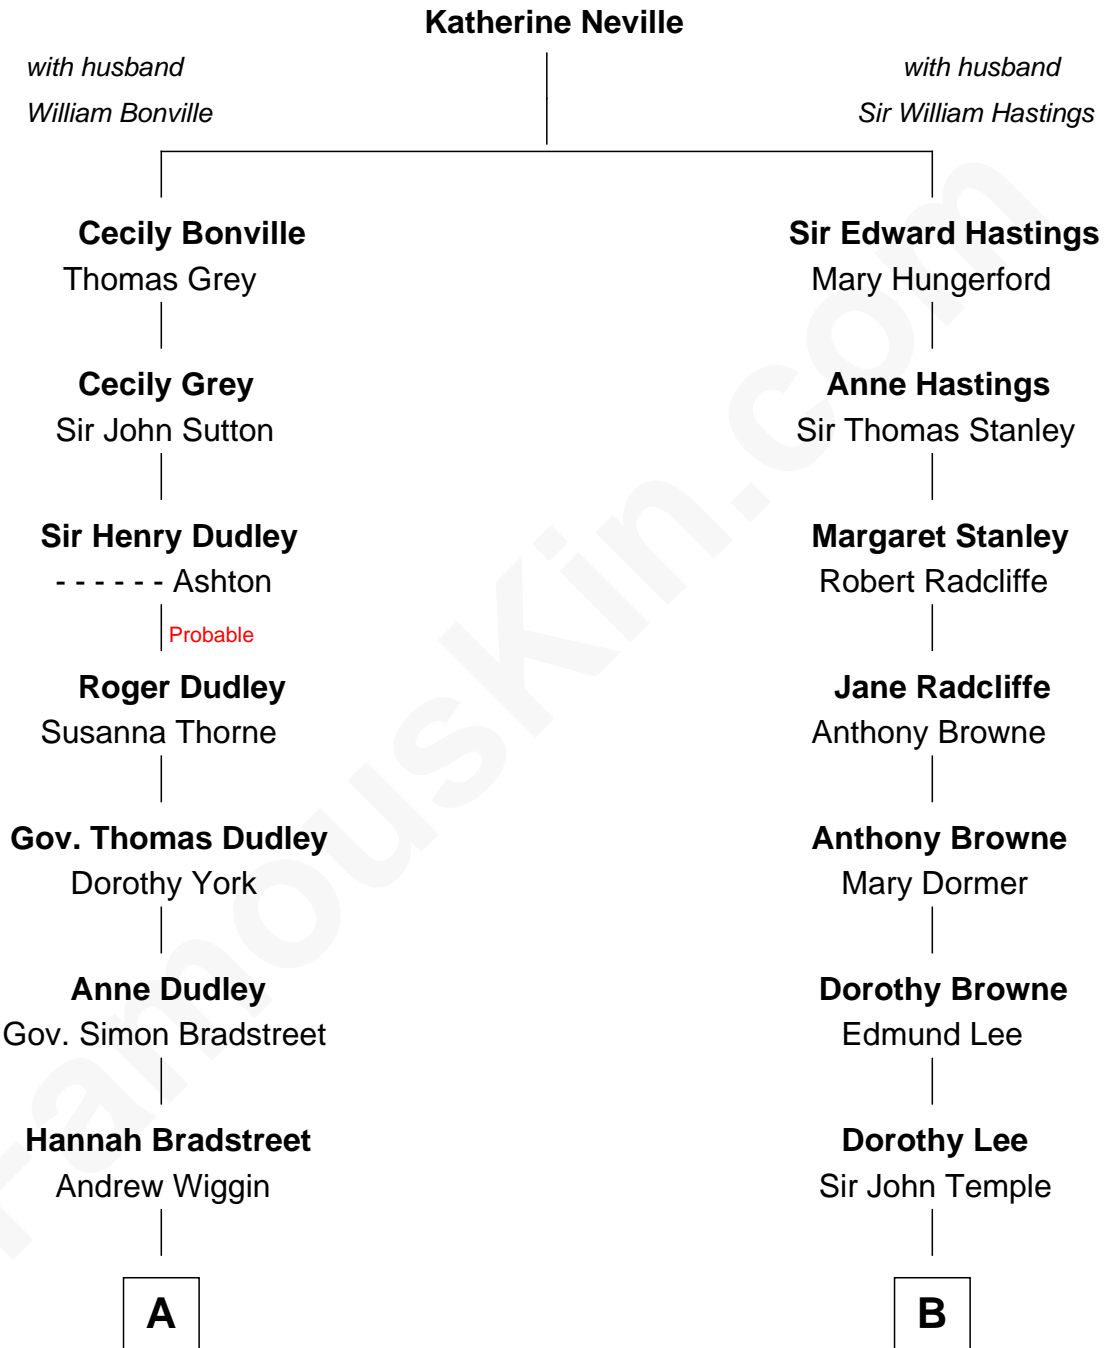 Katherine Neville
with husband
William Bonville
with husband
Sir William Hastings
Cecily Bonville
Thomas Grey
Sir Edward Hastings
Mary Hungerford
Cecily Grey
Sir John Sutton
Anne Hastings
Sir Thomas Stanley
Sir Henry Dudley
- - - - - - Ashton
Probable
Margaret Stanley
Robert Radcliffe
Roger Dudley
Susanna Thorne
Jane Radcliffe
Anthony Browne
Gov. Thomas Dudley
Dorothy York
Anthony Browne
Mary Dormer
Anne Dudley
Gov. Simon Bradstreet
Dorothy Browne
Edmund Lee
Hannah Bradstreet
Andrew Wiggin
Dorothy Lee
Sir John Temple
A
B
FamousKin.com